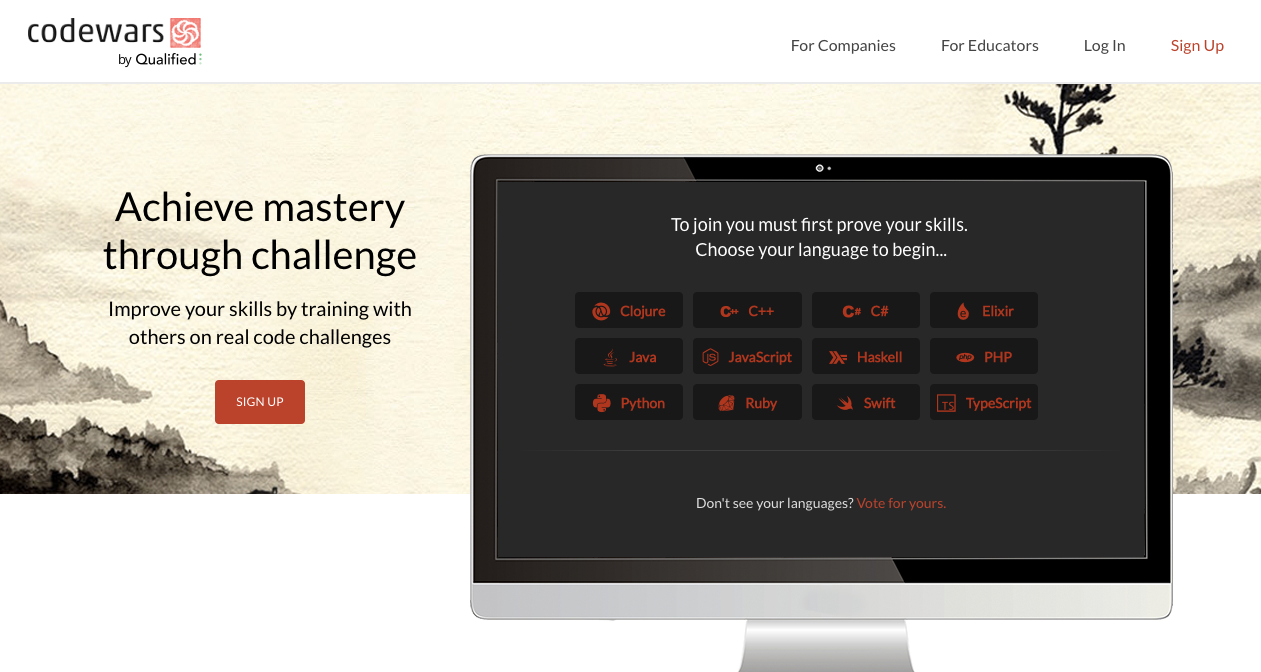 codewars
by Qualified
For Companies
For Educators
Log In
Sign Up
Achieve mastery
through challenge
Improve your skills by training with
others on real code challenges
SIGN UP
To join you must first prove your skills.
Choose your language to begin...
Clojure
C++ C++
C# C#
Elixir
Java
JS JavaScript
Haskell
php PHP
Python
Ruby
Swift
TS TypeScript
Don't see your languages? Vote for yours.